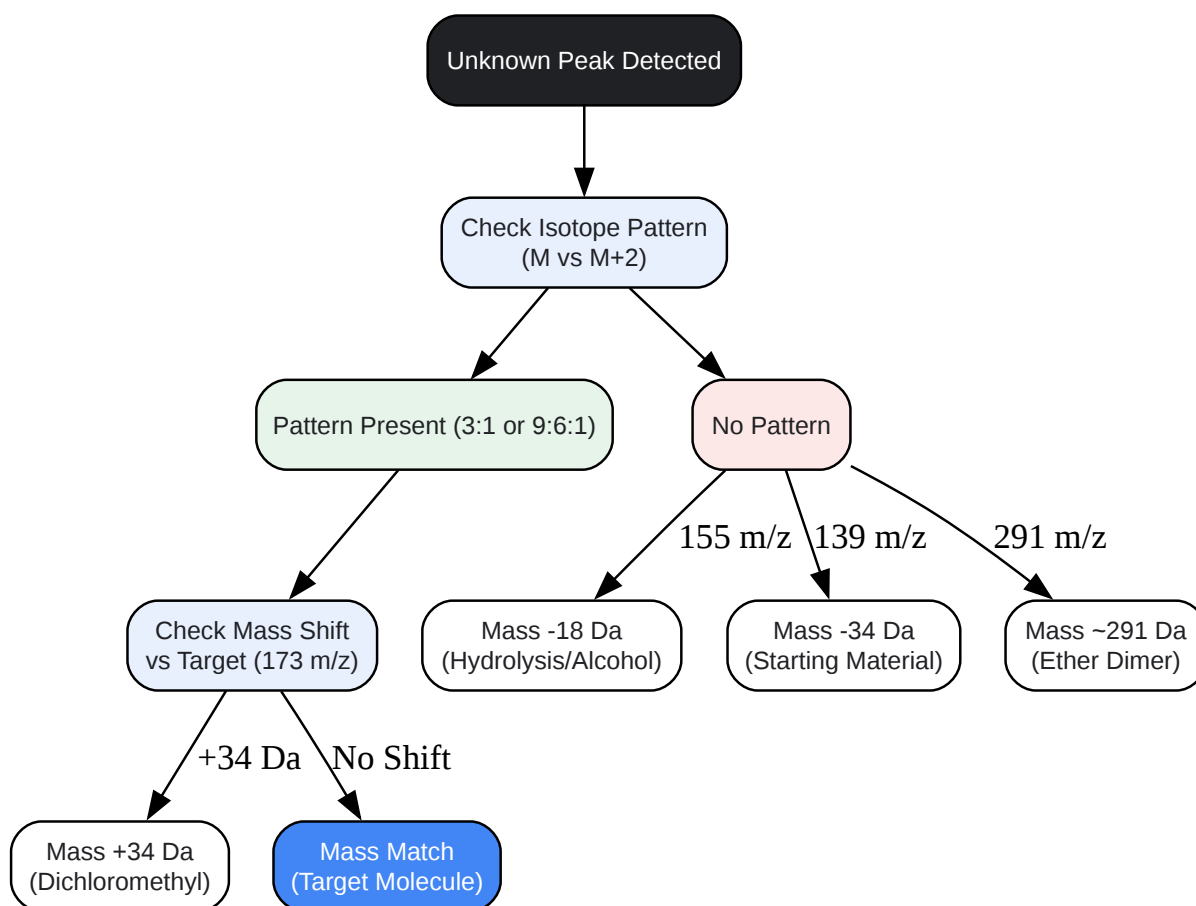 Unknown Peak Detected
Check Isotope Pattern
(M vs M+2)
Pattern Present (3:1 or 9:6:1)
No Pattern
155 m/z
139 m/z
291 m/z
Check Mass Shift
vs Target (173 m/z)
Mass -18 Da
(Hydrolysis/Alcohol)
Mass -34 Da
(Starting Material)
Mass ~291 Da
(Ether Dimer)
+34 Da
No Shift
Mass +34 Da
(Dichloromethyl)
Mass Match
(Target Molecule)